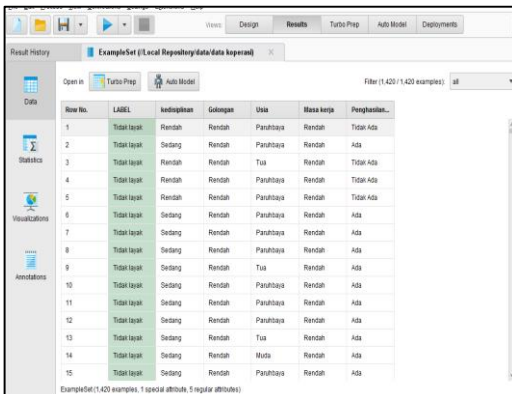 Views: Design Results Turbo Prep Auto Model Deployments
Result History ExampleSet (//Local Repository/data/data koperasi)
Open in Turbo Prep Auto Model Filter (1,420 / 1,420 examples): all
Data
Statistics
Visualizations
Annotations
Row No. LABEL kedisiplinan Golongan Usia Masa kerja Penghasilan...
1 Tidak layak Rendah Rendah Paruhbaya Rendah Tidak Ada
2 Tidak layak Sedang Rendah Paruhbaya Rendah Ada
3 Tidak layak Rendah Rendah Tua Rendah Tidak Ada
4 Tidak layak Rendah Rendah Paruhbaya Rendah Tidak Ada
5 Tidak layak Rendah Rendah Paruhbaya Rendah Tidak Ada
6 Tidak layak Sedang Rendah Paruhbaya Rendah Ada
7 Tidak layak Sedang Rendah Paruhbaya Rendah Ada
8 Tidak layak Sedang Rendah Paruhbaya Rendah Ada
9 Tidak layak Sedang Rendah Tua Rendah Ada
10 Tidak layak Sedang Rendah Paruhbaya Rendah Ada
11 Tidak layak Sedang Rendah Paruhbaya Rendah Ada
12 Tidak layak Sedang Rendah Paruhbaya Rendah Ada
13 Tidak layak Sedang Rendah Tua Rendah Ada
14 Tidak layak Sedang Rendah Muda Rendah Ada
15 Tidak layak Sedang Rendah Paruhbaya Rendah Ada
ExampleSet (1,420 examples, 1 special attribute, 5 regular attributes)